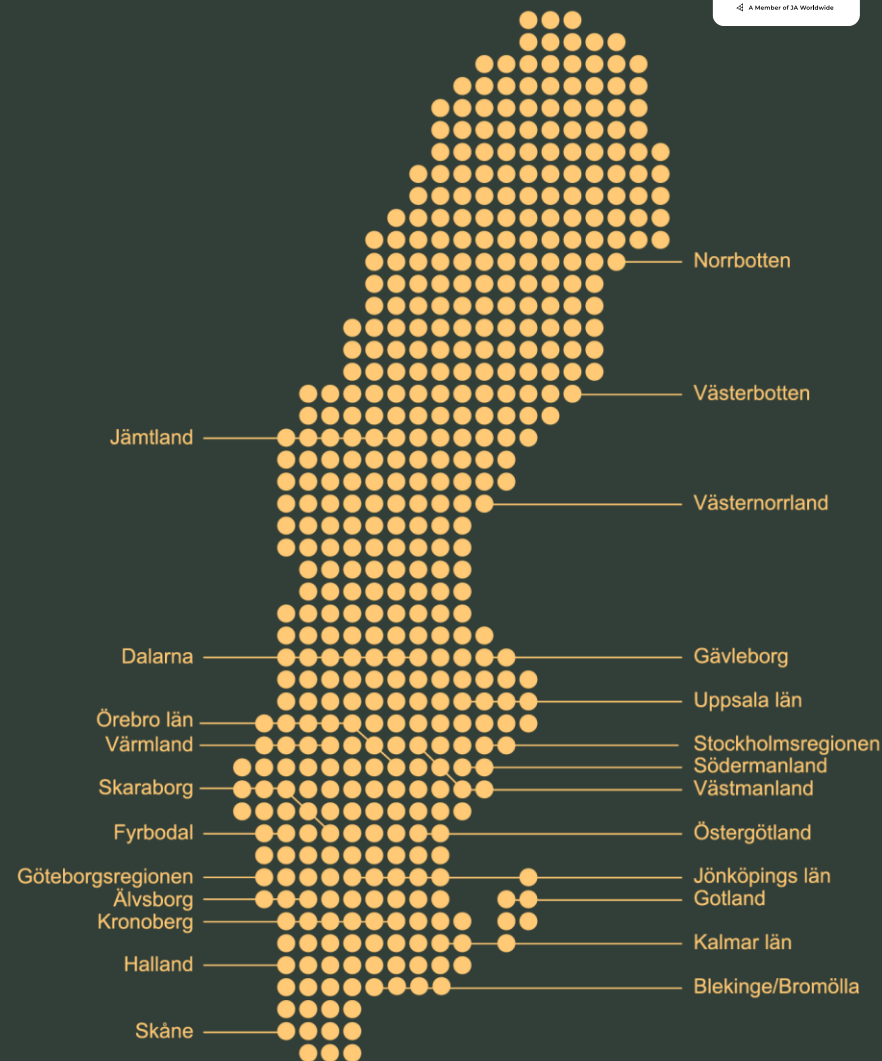 A Member of JA Worldwide
Norrbotten
Västerbotten
Jämtland
Västernorrland
Dalarna
Gävleborg
Uppsala län
Örebro län
Värmland
Stockholmsregionen
Södermanland
Skaraborg
Västmanland
Fyrbodal
Östergötland
Göteborgsregionen
Jönköpings län
Älvsborg
Gotland
Kronoberg
Kalmar län
Halland
Blekinge/Bromölla
Skåne